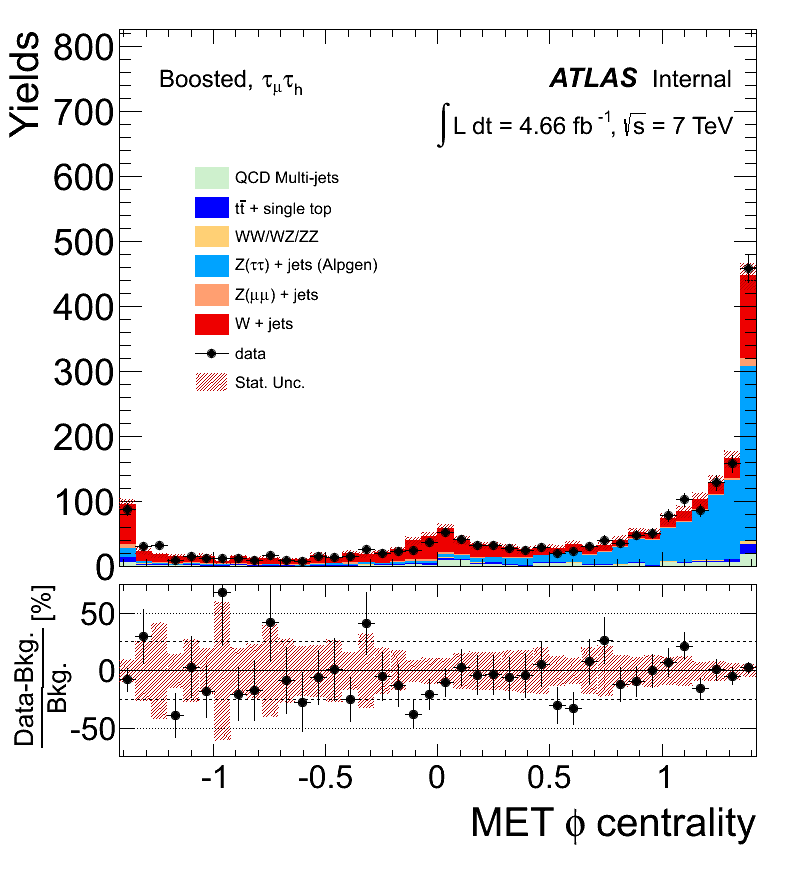 Yields
800
700
600
500
400
300
200
100
0
Boosted, τμτh
ATLAS Internal
∫ L dt = 4.66 fb⁻¹, √s = 7 TeV
QCD Multi-jets
tt̄ + single top
WW/WZ/ZZ
Z(ττ) + jets (Alpgen)
Z(μμ) + jets
W + jets
data
Stat. Unc.
Data-Bkg.
Bkg.
[%]
50
0
-50
-1
-0.5
0
0.5
1
MET ϕ centrality